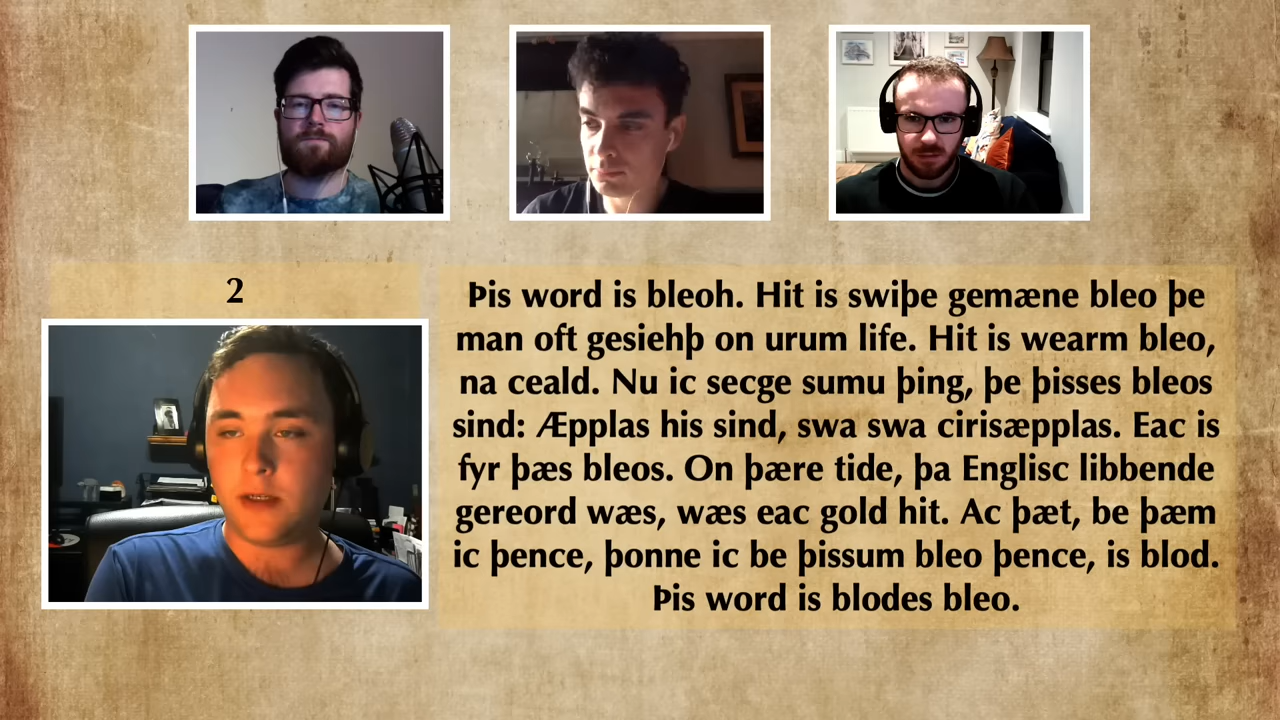 2
Þis word is bleoh. Hit is swiþe gemæne bleo þe
man oft gesiehþ on urum life. Hit is wearm bleo,
na ceald. Nu ic secge sumu þing, þe þisses bleos
sind: Æpplas his sind, swa swa cirisæpplas. Eac is
fyr þæs bleos. On þære tide, þa Englisc libbende
gereord wæs, wæs eac gold hit. Ac þæt, be þæm
ic þence, þonne ic be þissum bleo þence, is blod.
Þis word is blodes bleo.